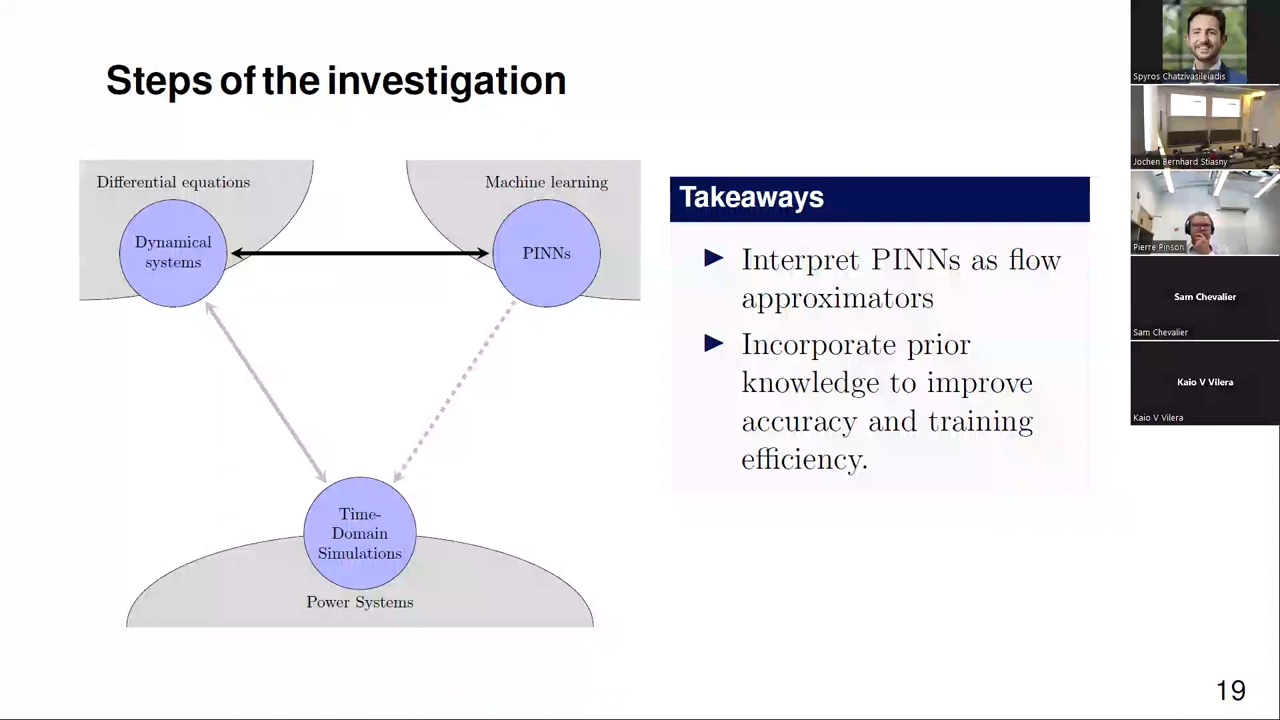 Steps of the investigation
Differential equations
Machine learning
Dynamical
systems
PINNs
Time-
Domain
Simulations
Power Systems
Takeaways
Interpret PINNs as flow
approximators
Incorporate prior
knowledge to improve
accuracy and training
efficiency.
19
Spyros Chatzivasileiadis
Jochen Bernhard Stiasny
Pierre Pinson
Sam Chevalier
Sam Chevalier
Kaio V Vilera
Kaio V Vilera